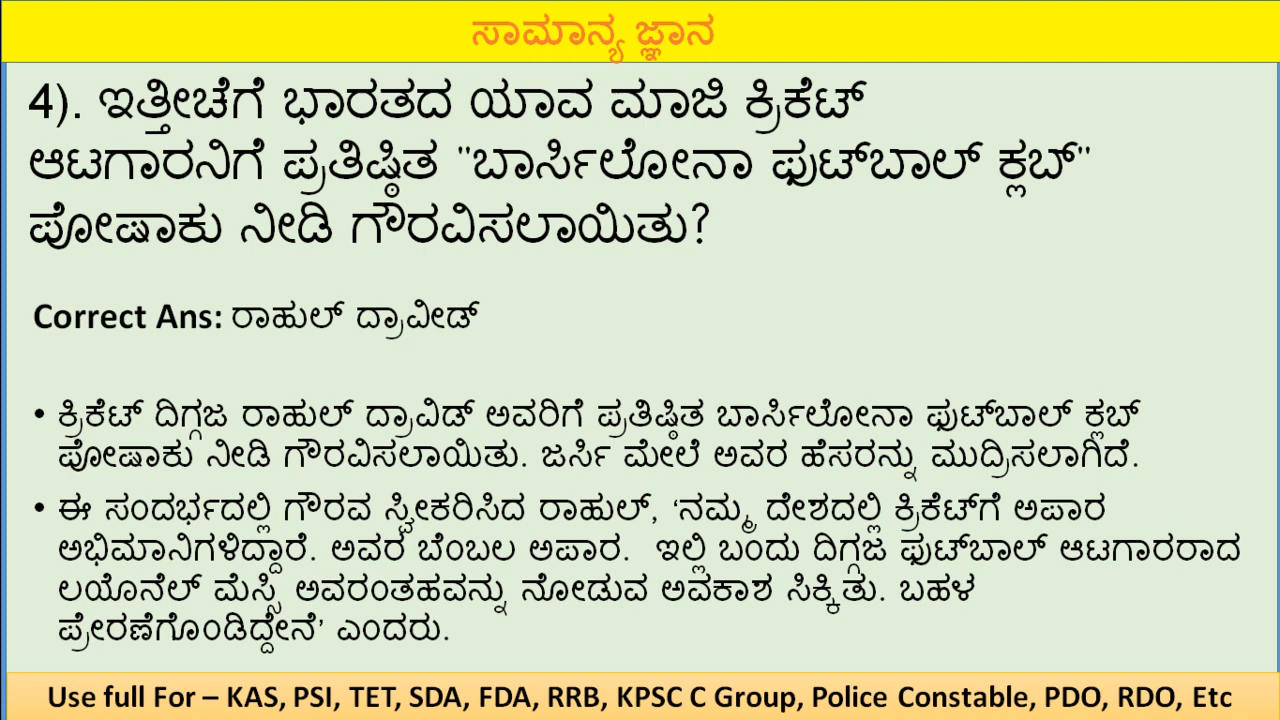 ಸಾಮಾನ್ಯ ಜ್ಞಾನ
4). ಇತ್ತೀಚೆಗೆ ಭಾರತದ ಯಾವ ಮಾಜಿ ಕ್ರಿಕೆಟ್
ಆಟಗಾರನಿಗೆ ಪ್ರತಿಷ್ಠಿತ "ಬಾರ್ಸಿಲೋನಾ ಫುಟ್‌ಬಾಲ್ ಕ್ಲಬ್"
ಪೋಷಾಕು ನೀಡಿ ಗೌರವಿಸಲಾಯಿತು?
Correct Ans: ರಾಹುಲ್ ದ್ರಾವೀಡ್
• ಕ್ರಿಕೆಟ್ ದಿಗ್ಗಜ ರಾಹುಲ್ ದ್ರಾವಿಡ್ ಅವರಿಗೆ ಪ್ರತಿಷ್ಠಿತ ಬಾರ್ಸಿಲೋನಾ ಫುಟ್‌ಬಾಲ್ ಕ್ಲಬ್
ಪೋಷಾಕು ನೀಡಿ ಗೌರವಿಸಲಾಯಿತು. ಜರ್ಸಿ ಮೇಲೆ ಅವರ ಹೆಸರನ್ನು ಮುದ್ರಿಸಲಾಗಿದೆ.
• ಈ ಸಂದರ್ಭದಲ್ಲಿ ಗೌರವ ಸ್ವೀಕರಿಸಿದ ರಾಹುಲ್, ‘ನಮ್ಮ ದೇಶದಲ್ಲಿ ಕ್ರಿಕೆಟ್‌ಗೆ ಅಪಾರ
ಅಭಿಮಾನಿಗಳಿದ್ದಾರೆ. ಅವರ ಬೆಂಬಲ ಅಪಾರ. ಇಲ್ಲಿ ಬಂದು ದಿಗ್ಗಜ ಫುಟ್‌ಬಾಲ್ ಆಟಗಾರರಾದ
ಲಯೊನೆಲ್ ಮೆಸ್ಸಿ ಅವರಂತಹವನ್ನು ನೋಡುವ ಅವಕಾಶ ಸಿಕ್ಕಿತು. ಬಹಳ
ಪ್ರೇರಣೆಗೊಂಡಿದ್ದೇನೆ’ ಎಂದರು.
Use full For – KAS, PSI, TET, SDA, FDA, RRB, KPSC C Group, Police Constable, PDO, RDO, Etc